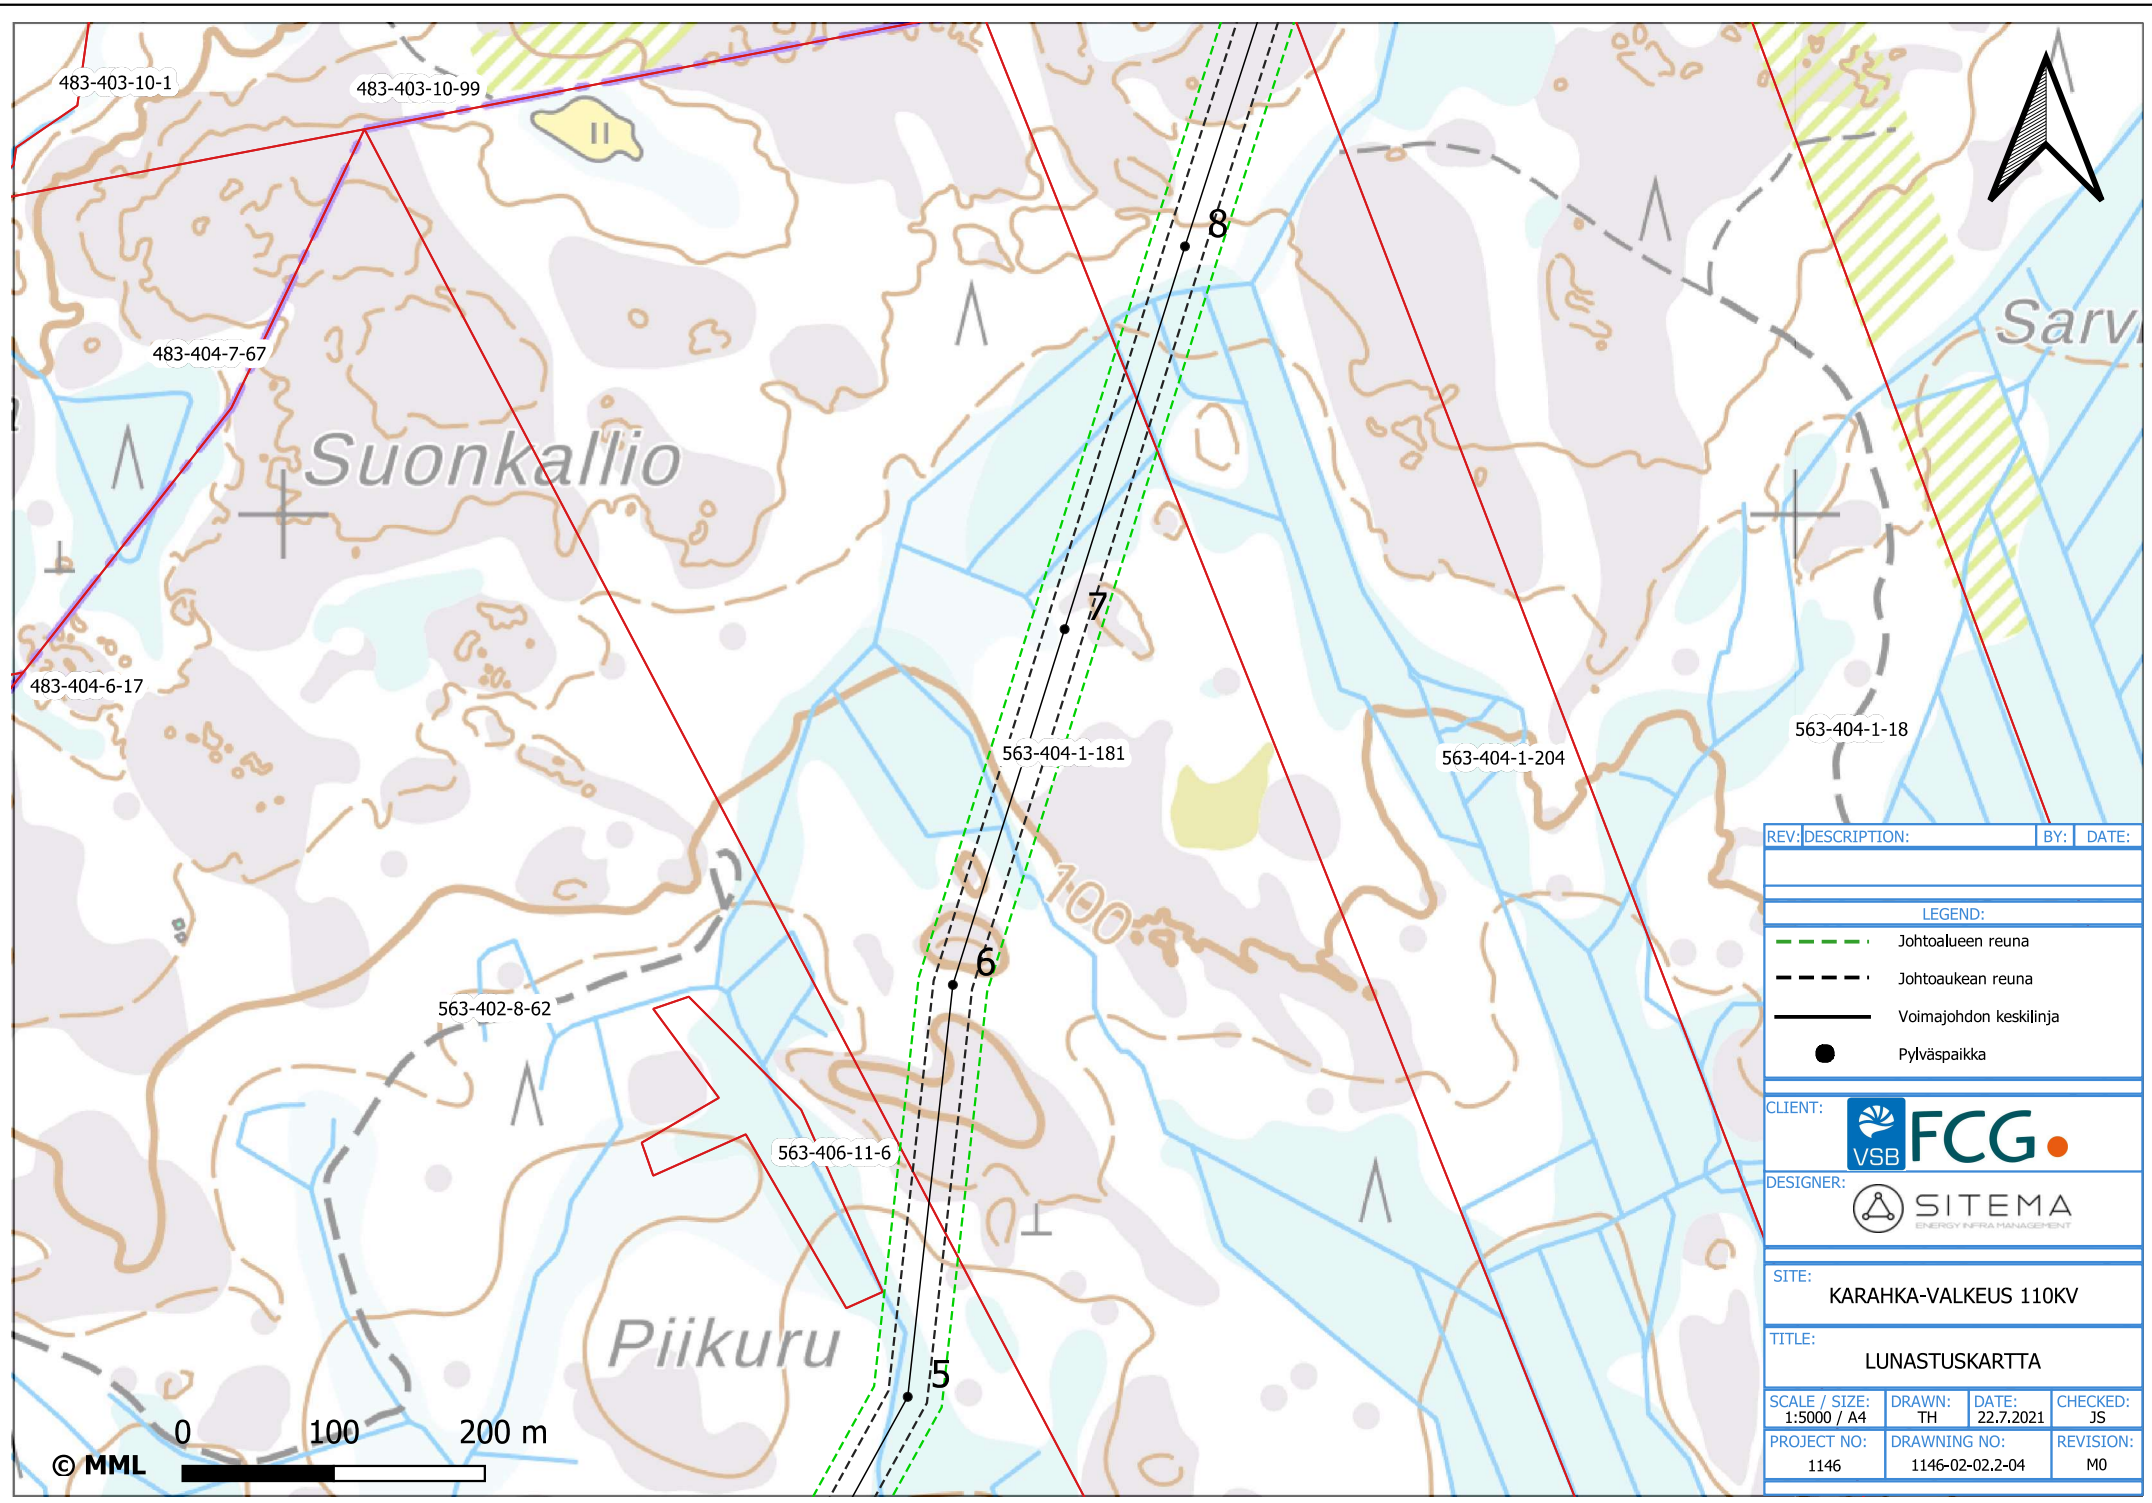 483-403-10-1
483-403-10-99
8
Sarv
483-404-7-67
Suonkallio
7
483-404-6-17
563-404-1-18
563-404-1-181
563-404-1-204
100
6
563-402-8-62
563-406-11-6
Piikuru
5
0 100 200 m
© MML
REV: DESCRIPTION: BY: DATE:
LEGEND:
Johtoalueen reuna
Johtoaukean reuna
Voimajohdon keskilinja
Pylväspaikka
CLIENT:
VSB FCG
DESIGNER:
SITEMA
ENERGY INFRA MANAGEMENT
SITE:
KARAHKA-VALKEUS 110KV
TITLE:
LUNASTUSKARTTA
SCALE / SIZE: DRAWN: DATE: CHECKED:
1:5000 / A4 TH 22.7.2021 JS
PROJECT NO: DRAWING NO: REVISION:
1146 1146-02-02.2-04 M0